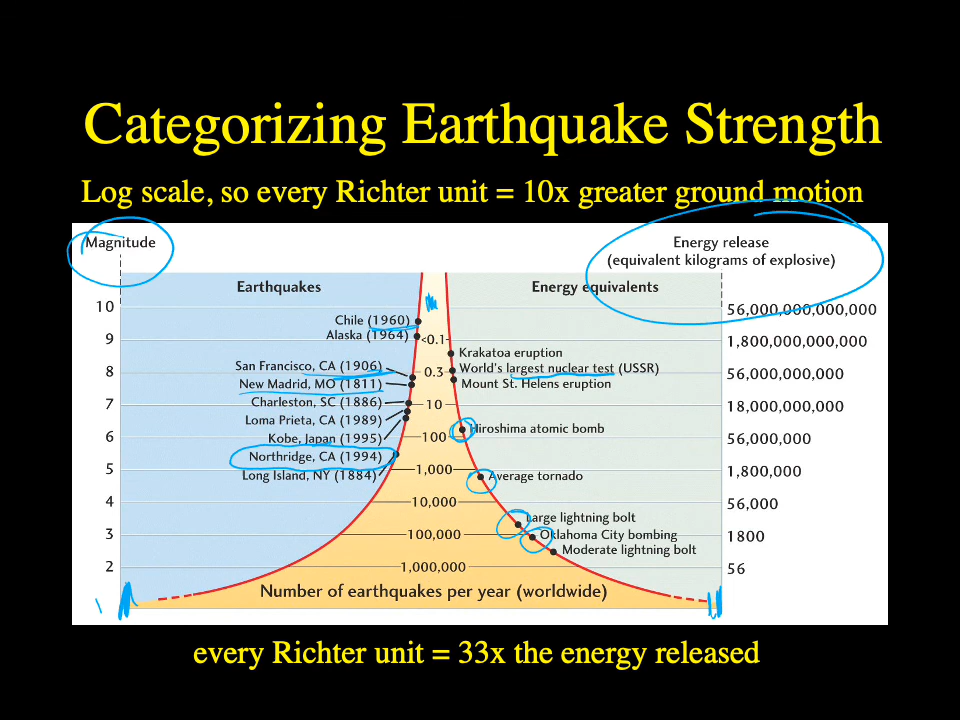 Categorizing Earthquake Strength
Log scale, so every Richter unit = 10x greater ground motion
Magnitude
Energy release
(equivalent kilograms of explosive)
Earthquakes
Energy equivalents
10
56,000,000,000,000
Chile (1960)
Alaska (1964)
9
<0.1
1,800,000,000,000
Krakatoa eruption
San Francisco, CA (1906)
World's largest nuclear test (USSR)
8
0.3
56,000,000,000
New Madrid, MO (1811)
Mount St. Helens eruption
Charleston, SC (1886)
7
10
18,000,000,000
Loma Prieta, CA (1989)
Hiroshima atomic bomb
6
100
56,000,000
Kobe, Japan (1995)
Northridge, CA (1994)
5
1,000
1,800,000
Long Island, NY (1884)
Average tornado
4
10,000
56,000
Large lightning bolt
3
100,000
Oklahoma City bombing
1800
Moderate lightning bolt
2
1,000,000
56
Number of earthquakes per year (worldwide)
every Richter unit = 33x the energy released